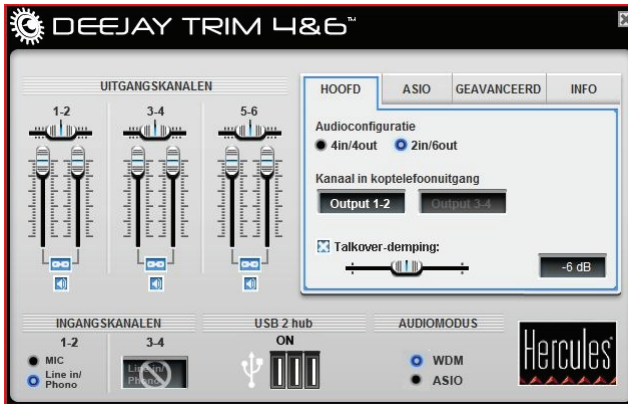 DEEJAY TRIM 4&6™
UITGANGSKANALEN
1-2 3-4 5-6
HOOFD ASIO GEAVANCEERD INFO
Audioconfiguratie
4in/4out 2in/6out
Kanaal in koptelefoonuitgang
Output 1-2 Output 3-4
Talkover-demping:
-6 dB
INGANGSKANALEN
1-2 3-4
MIC
Line in/
Phono
Line in/
Phono
USB 2 hub
ON
AUDIOMODUS
WDM
ASIO
Hercules